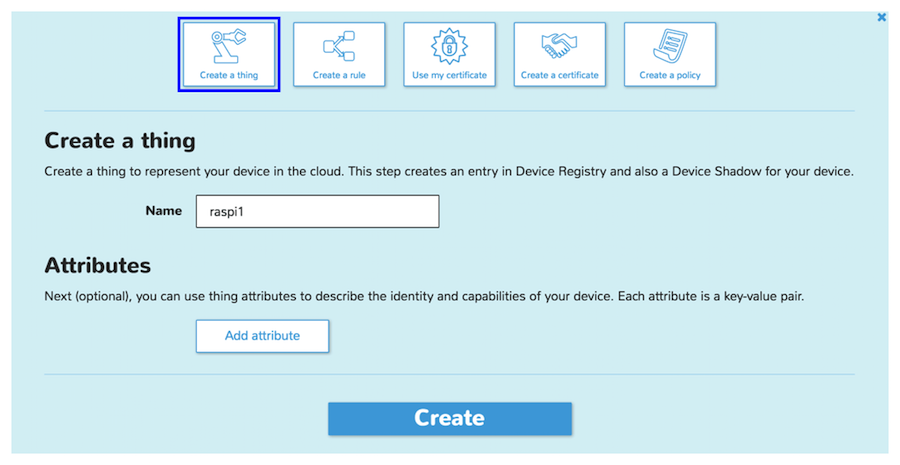 Create a thing
Create a rule
Use my certificate
Create a certificate
Create a policy
Create a thing
Create a thing to represent your device in the cloud. This step creates an entry in Device Registry and also a Device Shadow for your device.
Name
raspi1
Attributes
Next (optional), you can use thing attributes to describe the identity and capabilities of your device. Each attribute is a key-value pair.
Add attribute
Create